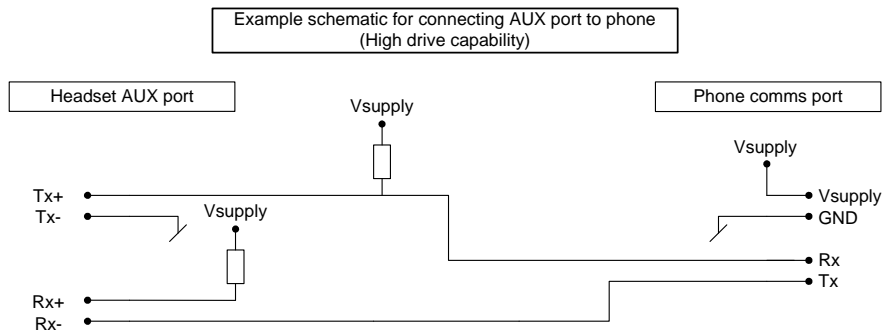 Example schematic for connecting AUX port to phone
(High drive capability)
Headset AUX port
Phone comms port
Vsupply
Vsupply
Tx+
Vsupply
Tx-
Vsupply
GND
Rx
Tx
Rx+
Rx-